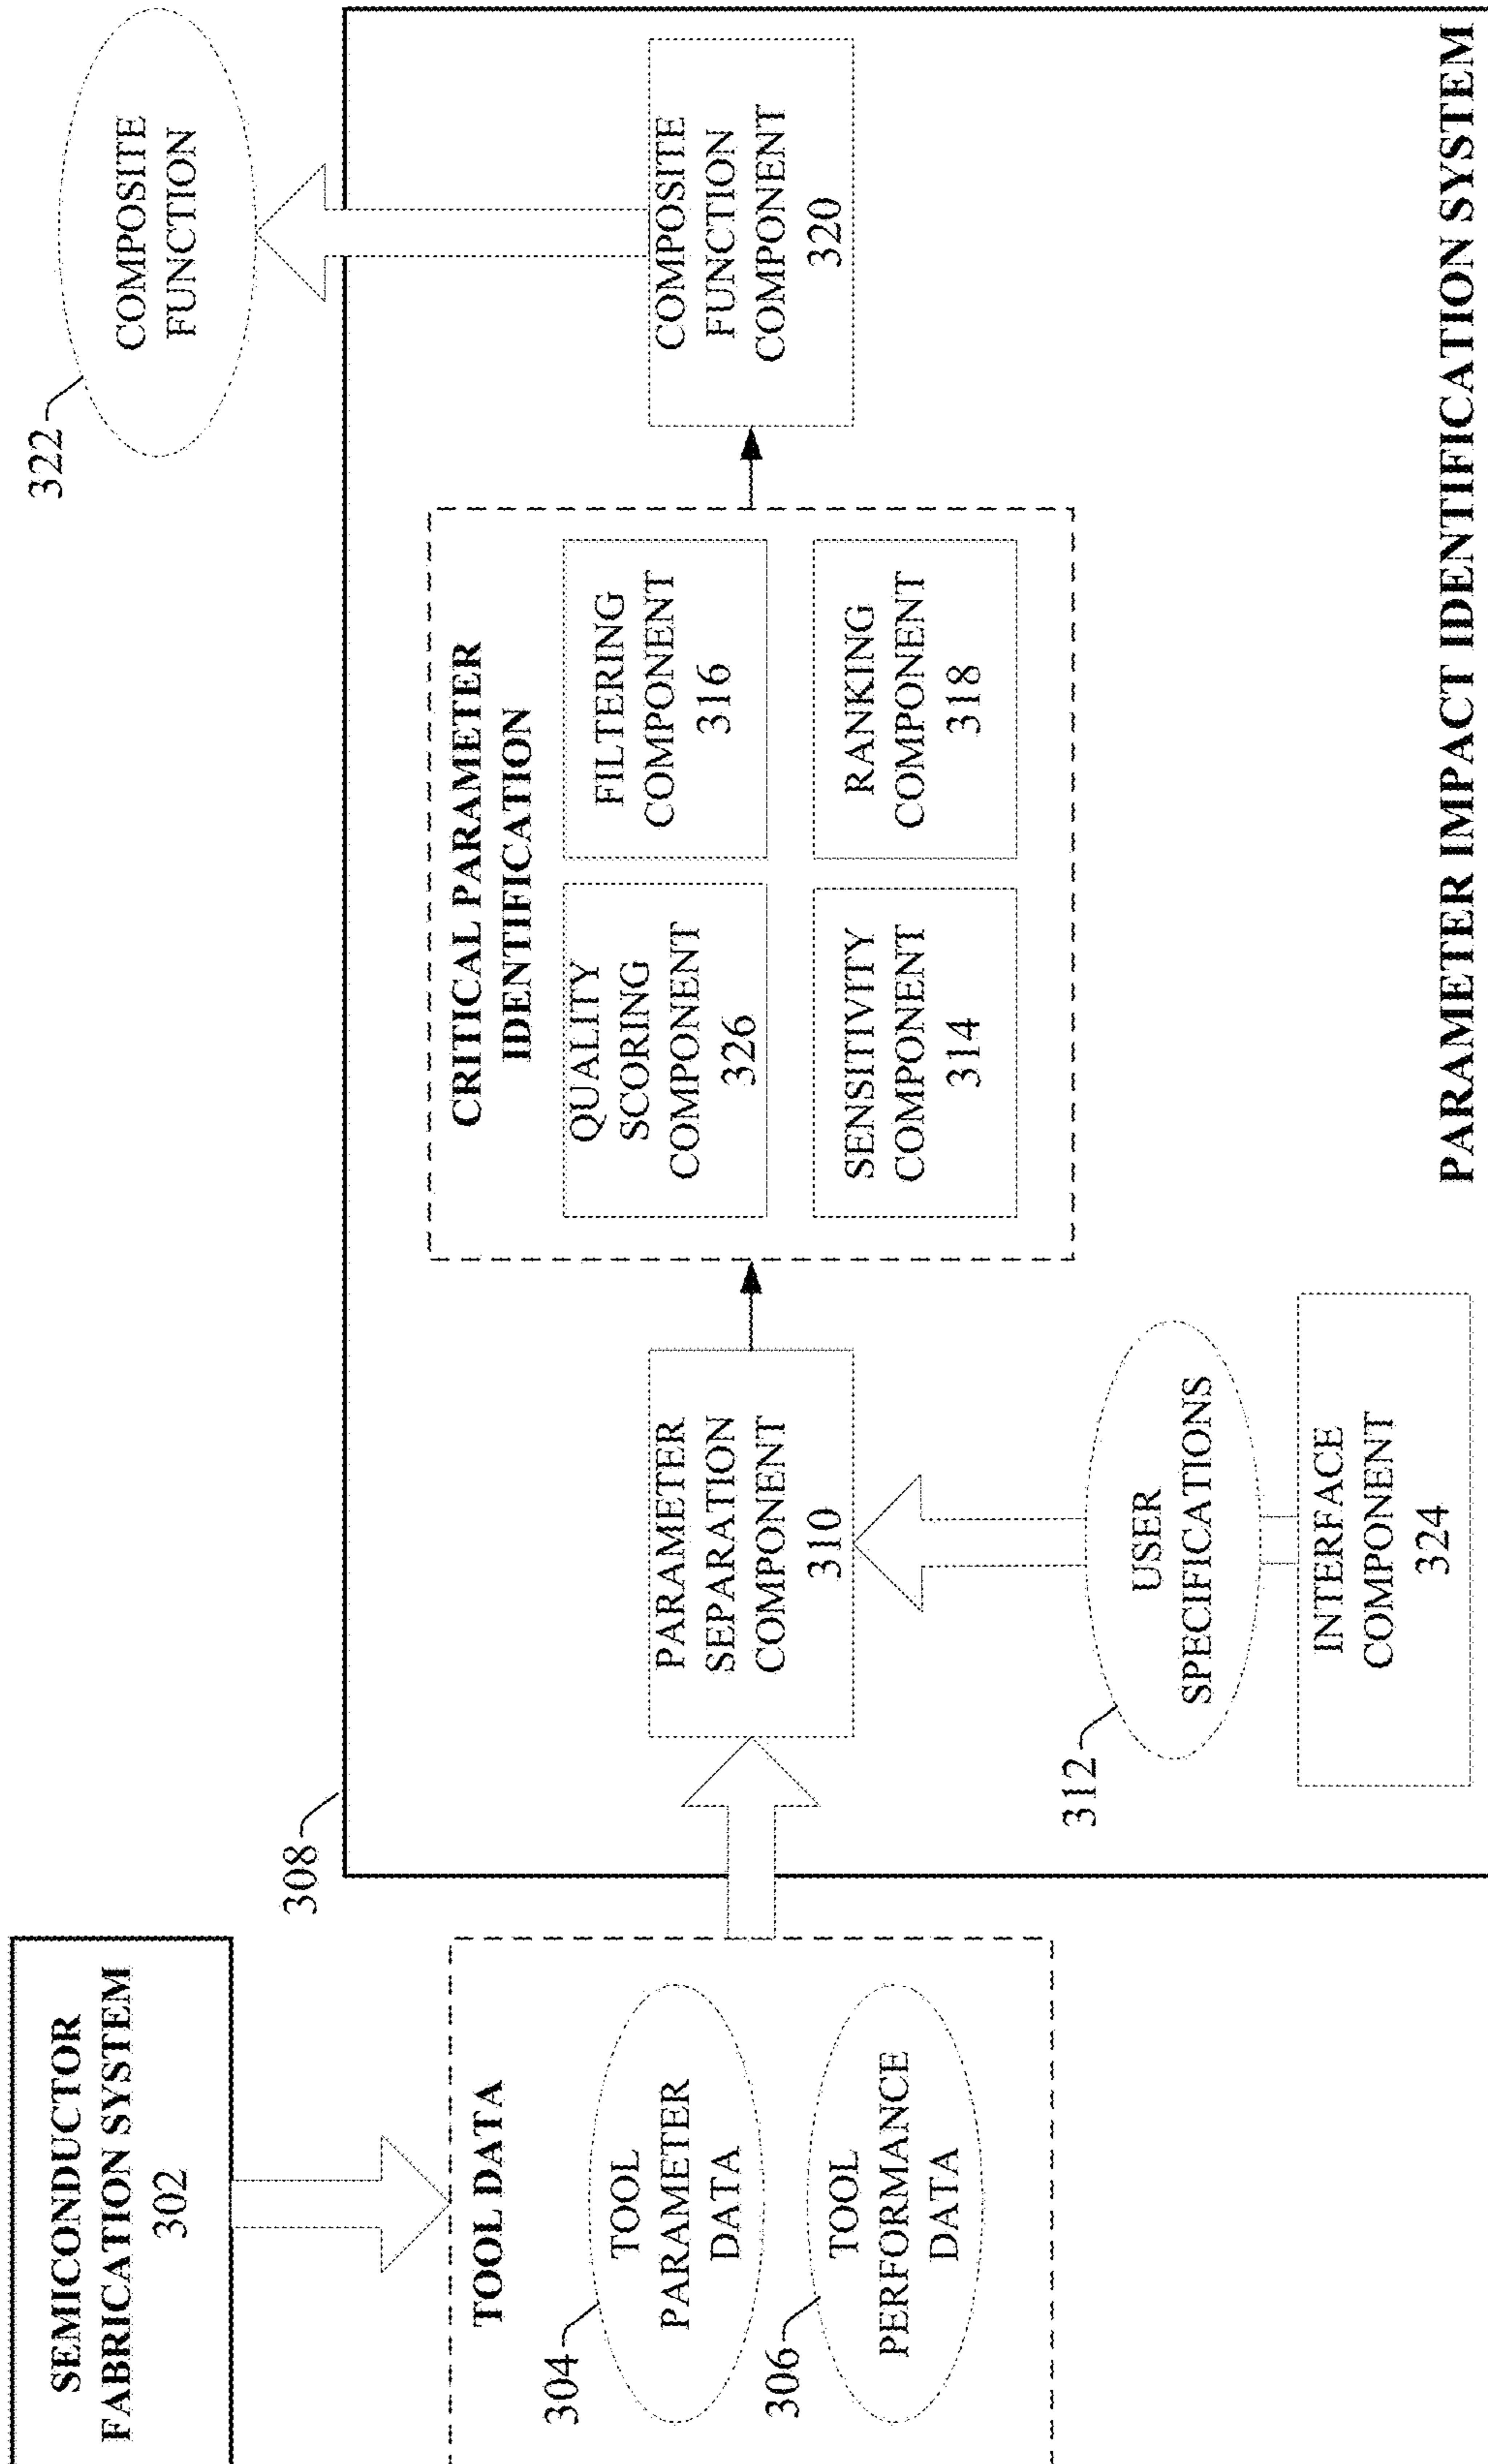 SEMICONDUCTOR
FABRICATION SYSTEM
302
TOOL DATA
304
TOOL
PARAMETER
DATA
306
TOOL
PERFORMANCE
DATA
308
PARAMETER
SEPARATION
COMPONENT
310
312
USER
SPECIFICATIONS
INTERFACE
COMPONENT
324
CRITICAL PARAMETER
IDENTIFICATION
QUALITY
SCORING
COMPONENT
326
FILTERING
COMPONENT
316
SENSITIVITY
COMPONENT
314
RANKING
COMPONENT
318
322
COMPOSITE
FUNCTION
COMPOSITE
FUNCTION
COMPONENT
320
PARAMETER IMPACT IDENTIFICATION SYSTEM